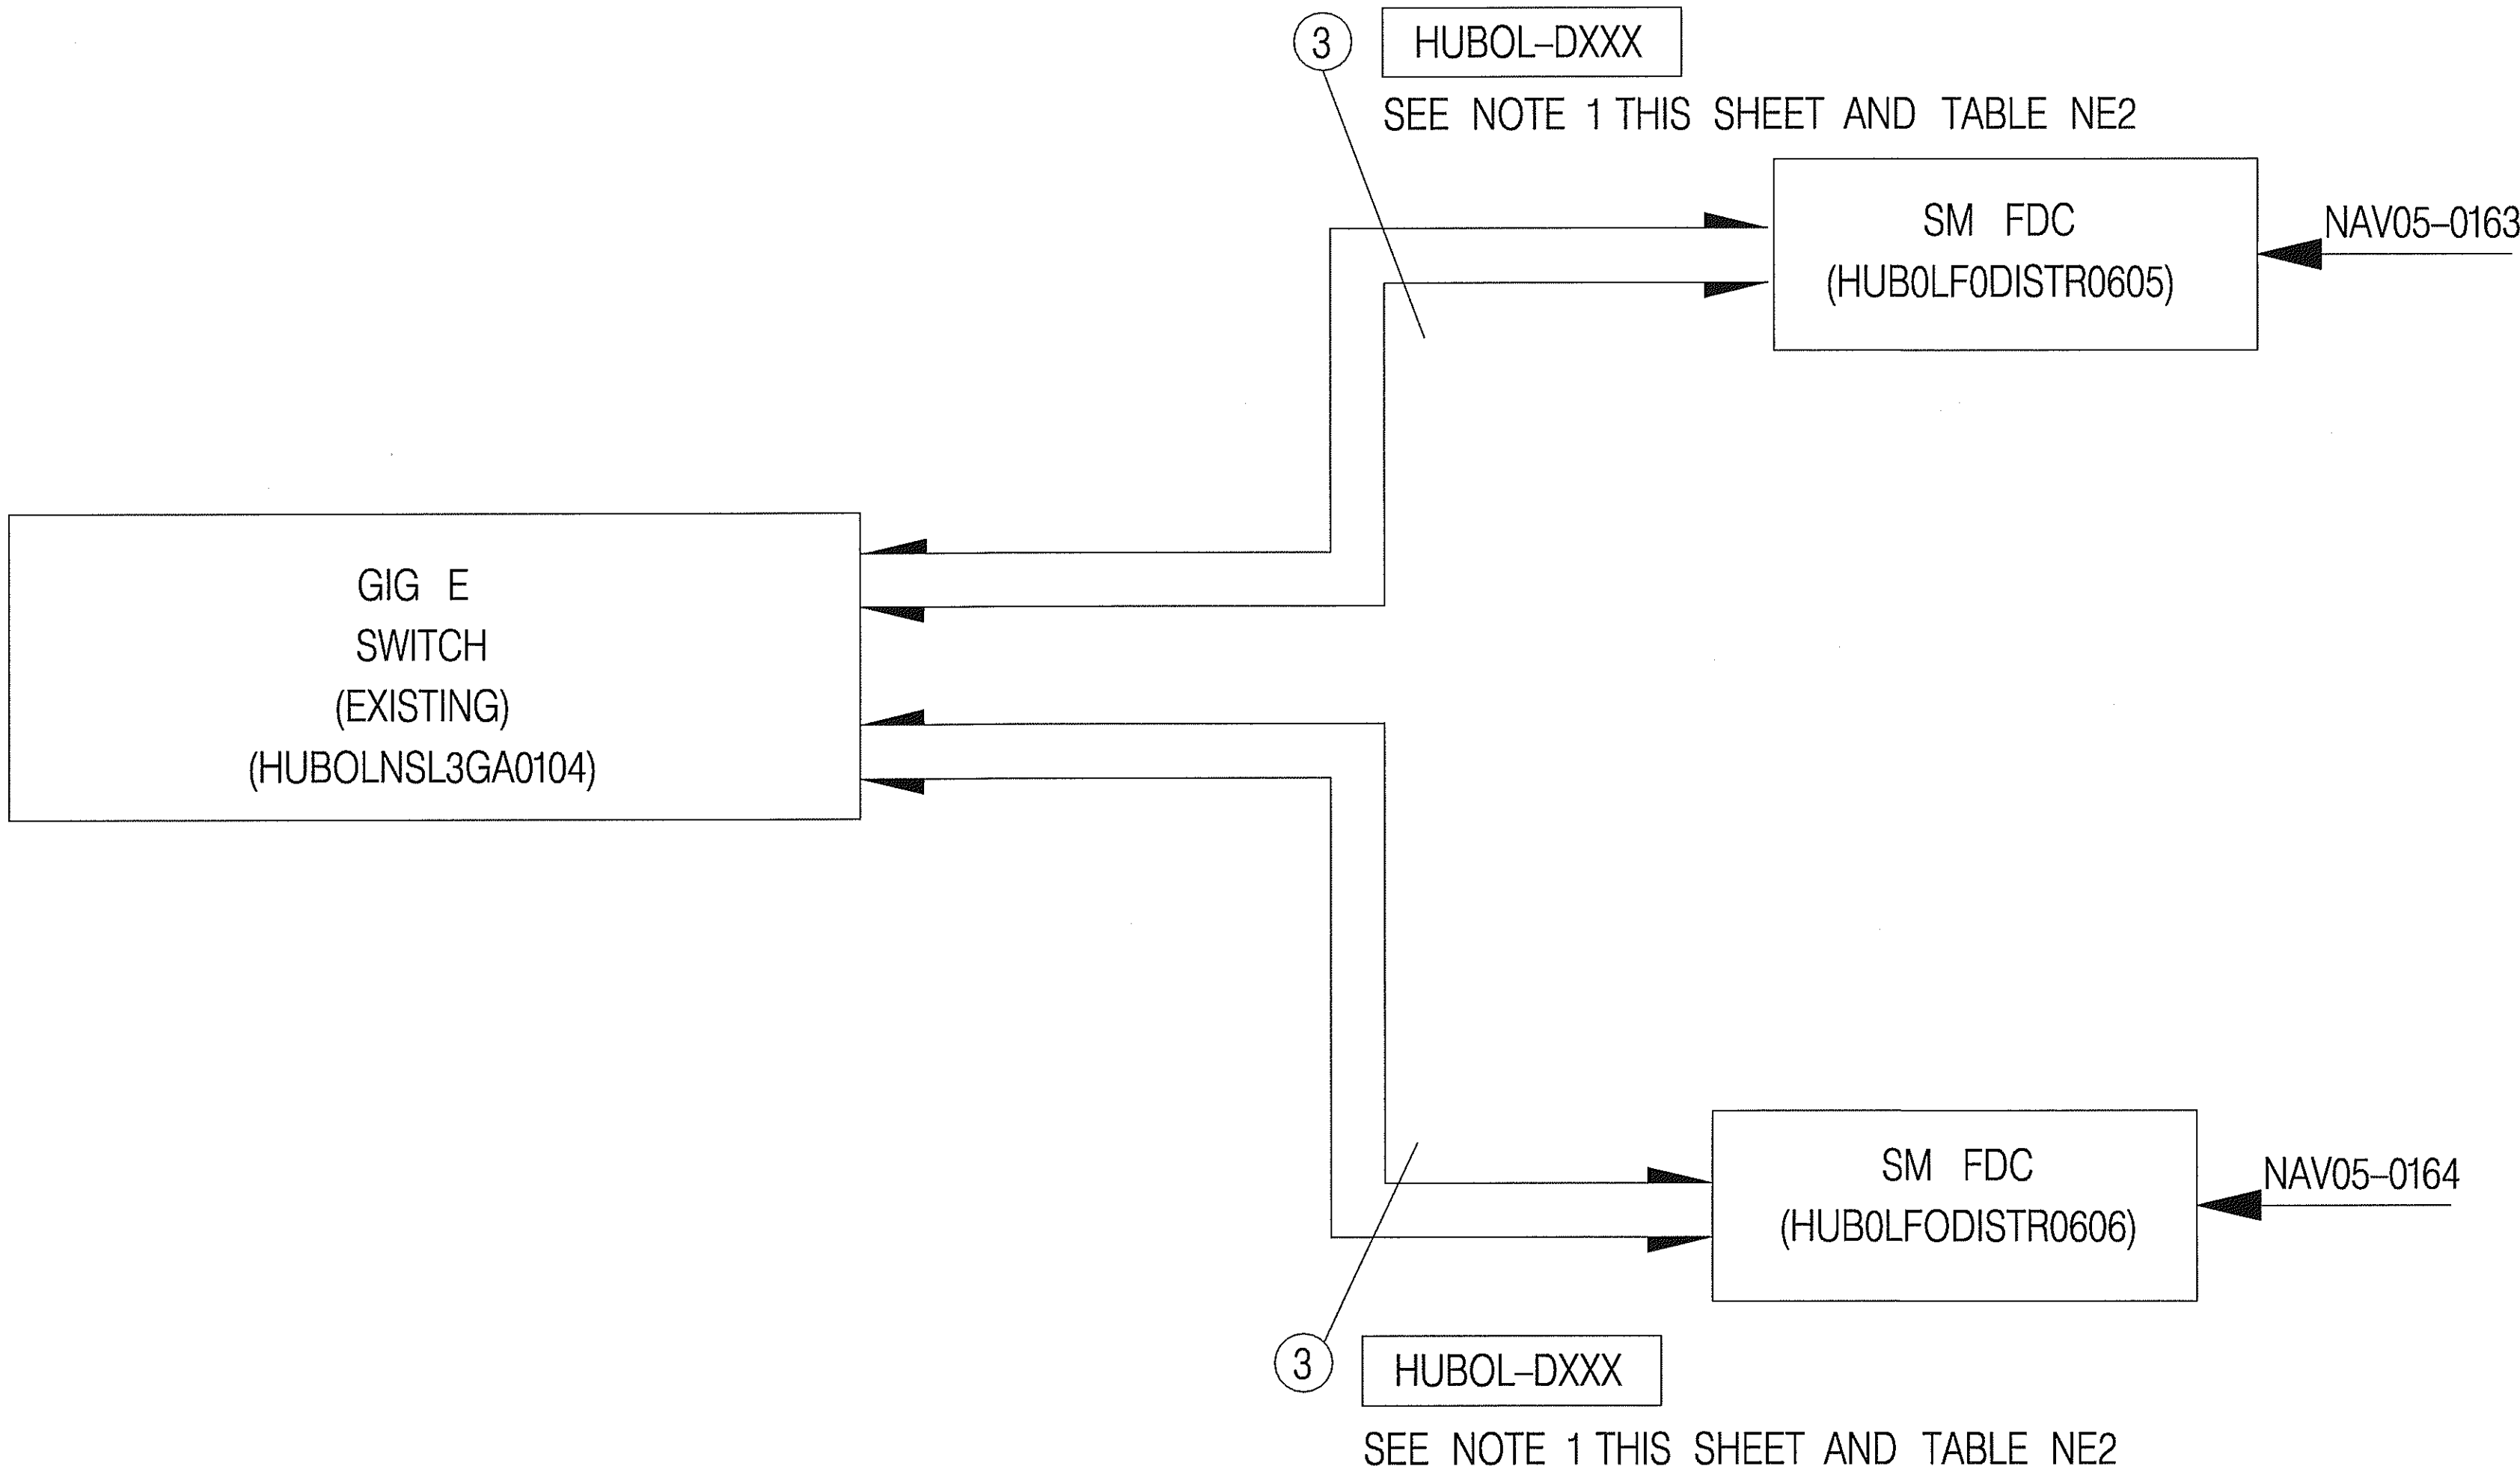 3
HUBOL-DXXX
SEE NOTE 1 THIS SHEET AND TABLE NE2
SM FDC
(HUB0LF0DISTR0605)
NAV05-0163
GIG E
SWITCH
(EXISTING)
(HUBOLNSL3GA0104)
SM FDC
(HUB0LFODISTR0606)
NAV05-0164
3
HUBOL-DXXX
SEE NOTE 1 THIS SHEET AND TABLE NE2